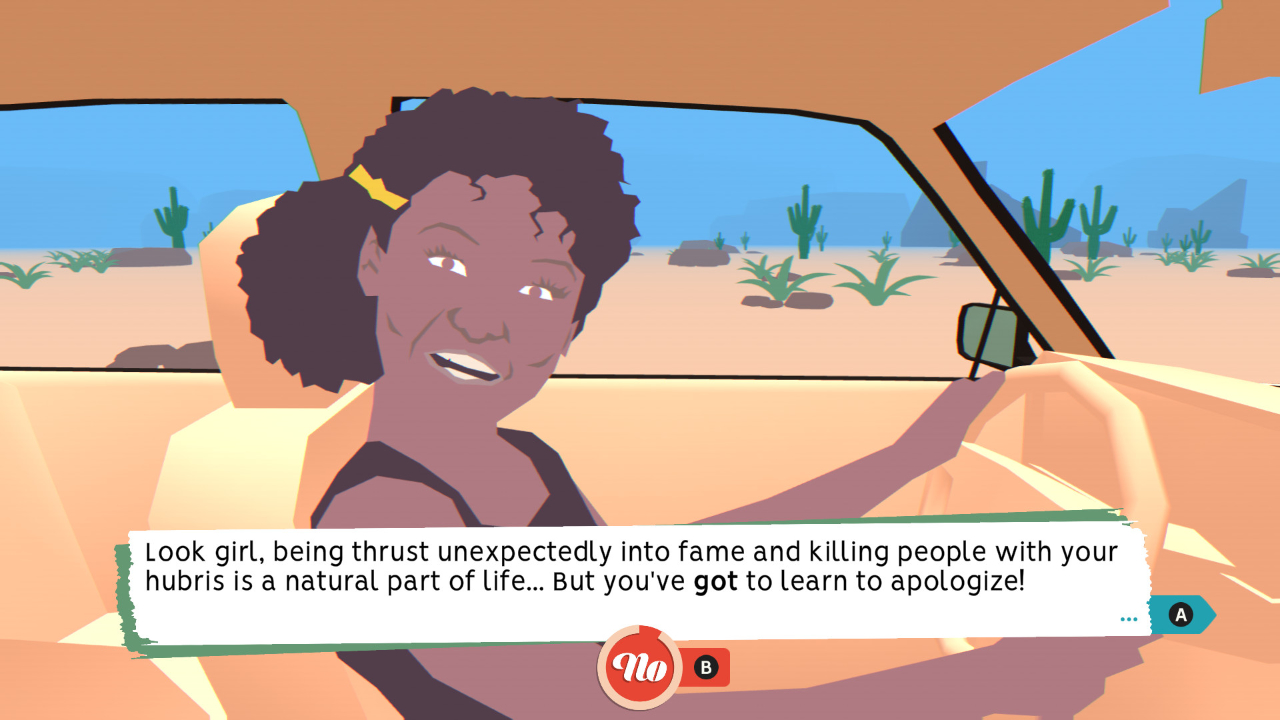 Look girl, being thrust unexpectedly into fame and killing people with your
hubris is a natural part of life... But you've got to learn to apologize!
... A
No B